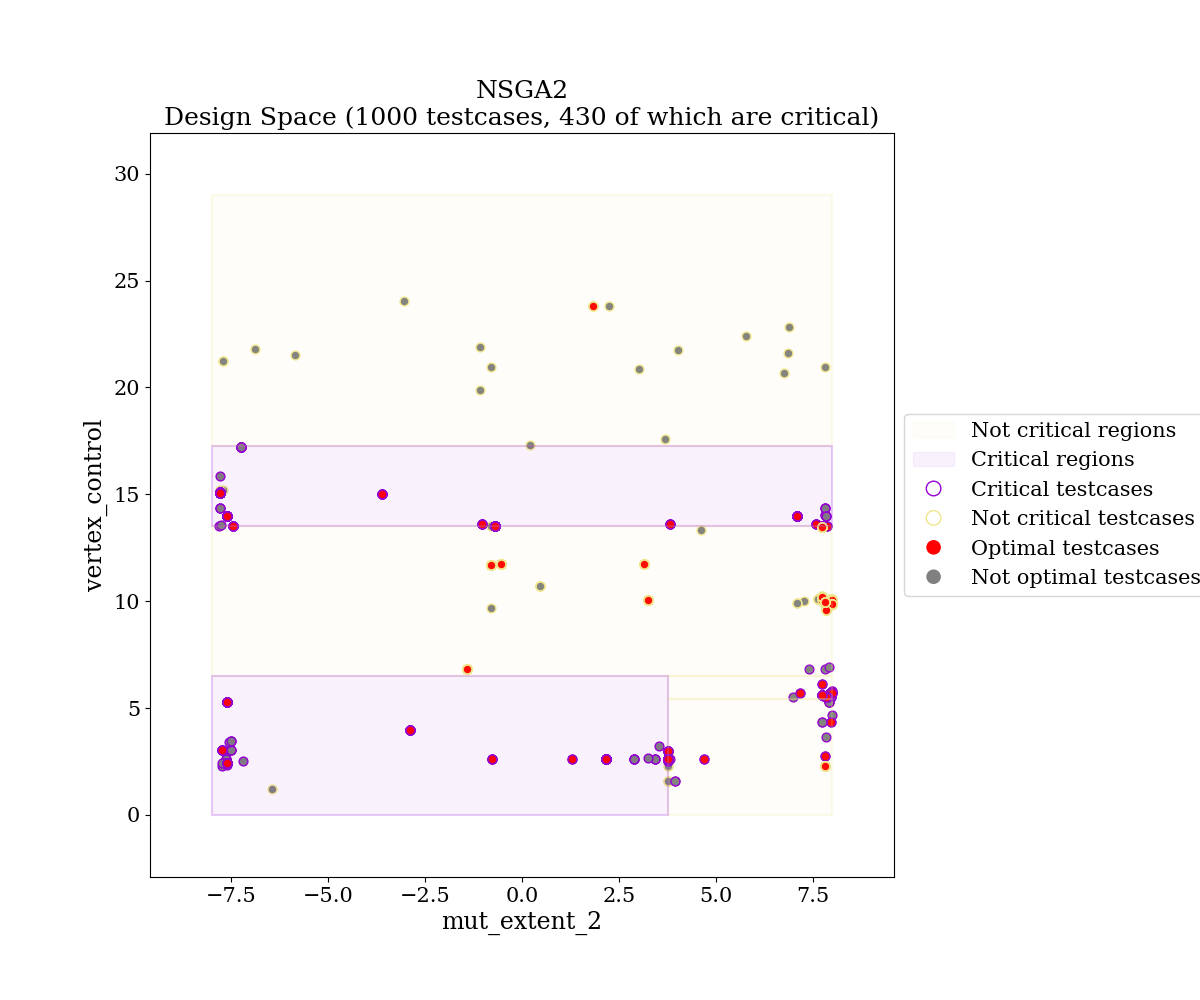 NSGA2
Design Space (1000 testcases, 430 of which are critical)
30
25
20
15
10
5
0
vertex_control
−7.5
−5.0
−2.5
0.0
2.5
5.0
7.5
mut_extent_2
Not critical regions
Critical regions
Critical testcases
Not critical testcases
Optimal testcases
Not optimal testcases